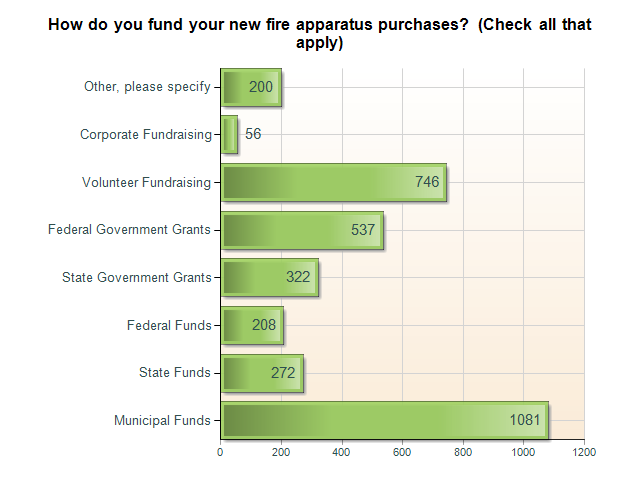 How do you fund your new fire apparatus purchases?  (Check all that
apply)
Other, please specify 200
Corporate Fundraising 56
Volunteer Fundraising 746
Federal Government Grants 537
State Government Grants 322
Federal Funds 208
State Funds 272
Municipal Funds 1081
0 200 400 600 800 1000 1200